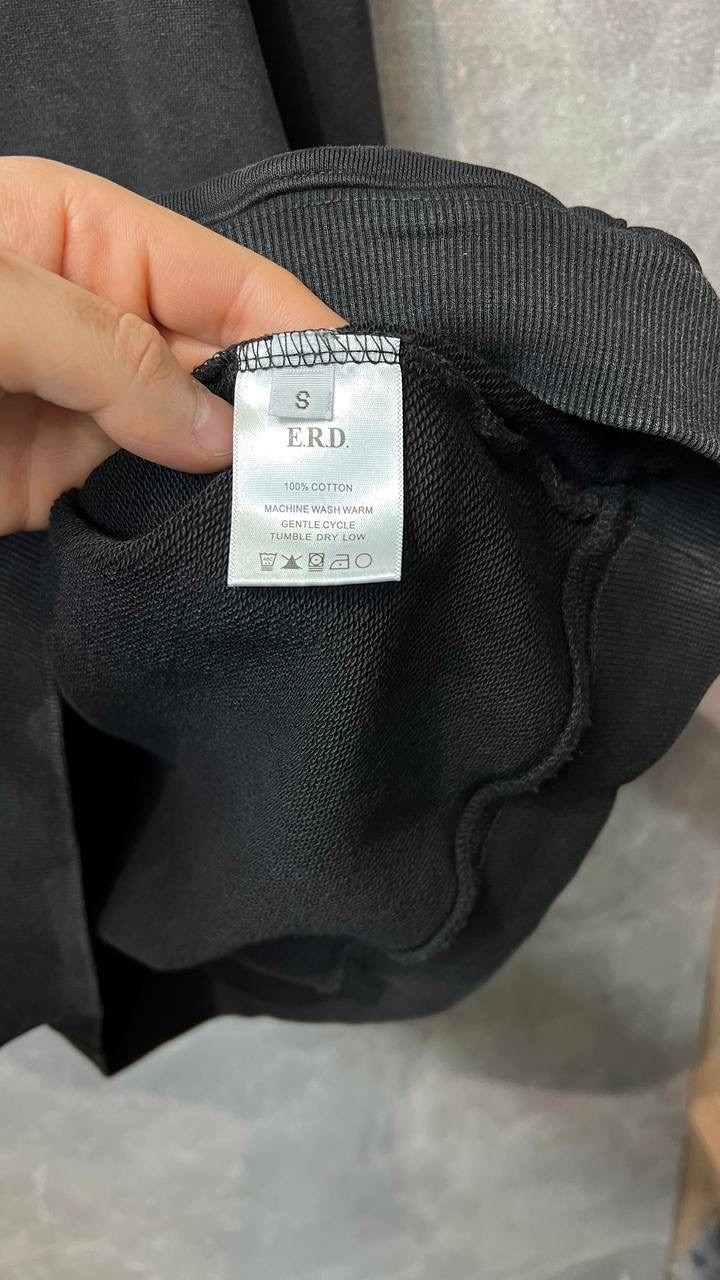 S
E.R.D.
100% COTTON
MACHINE WASH WARM
GENTLE CYCLE
TUMBLE DRY LOW